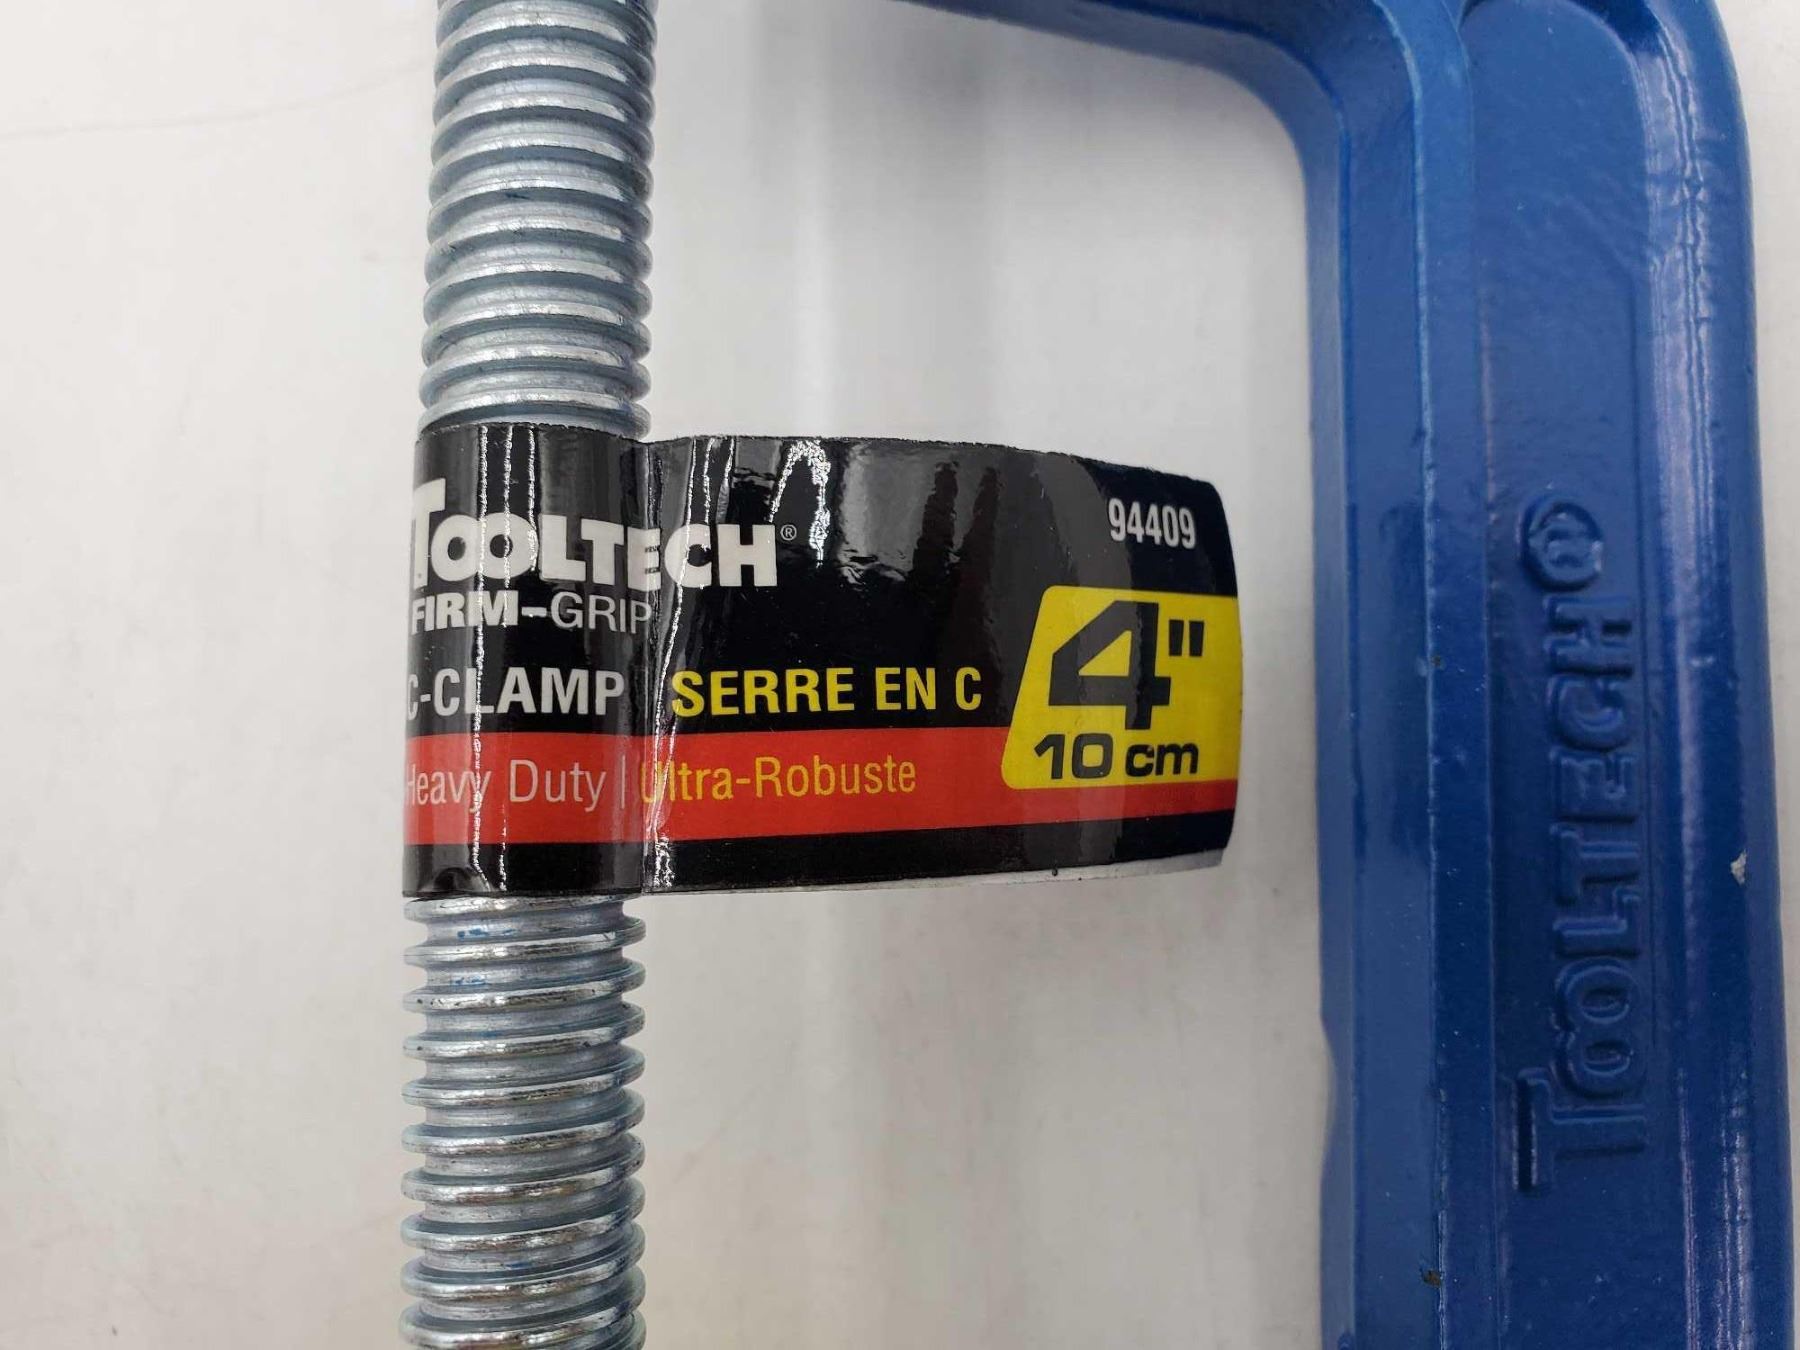 94409
TOOLTECH®
FIRM-GRIP
C-CLAMP SERRE EN C
Heavy Duty | Ultra-Robuste
4"
10 cm
TOOLTECH®